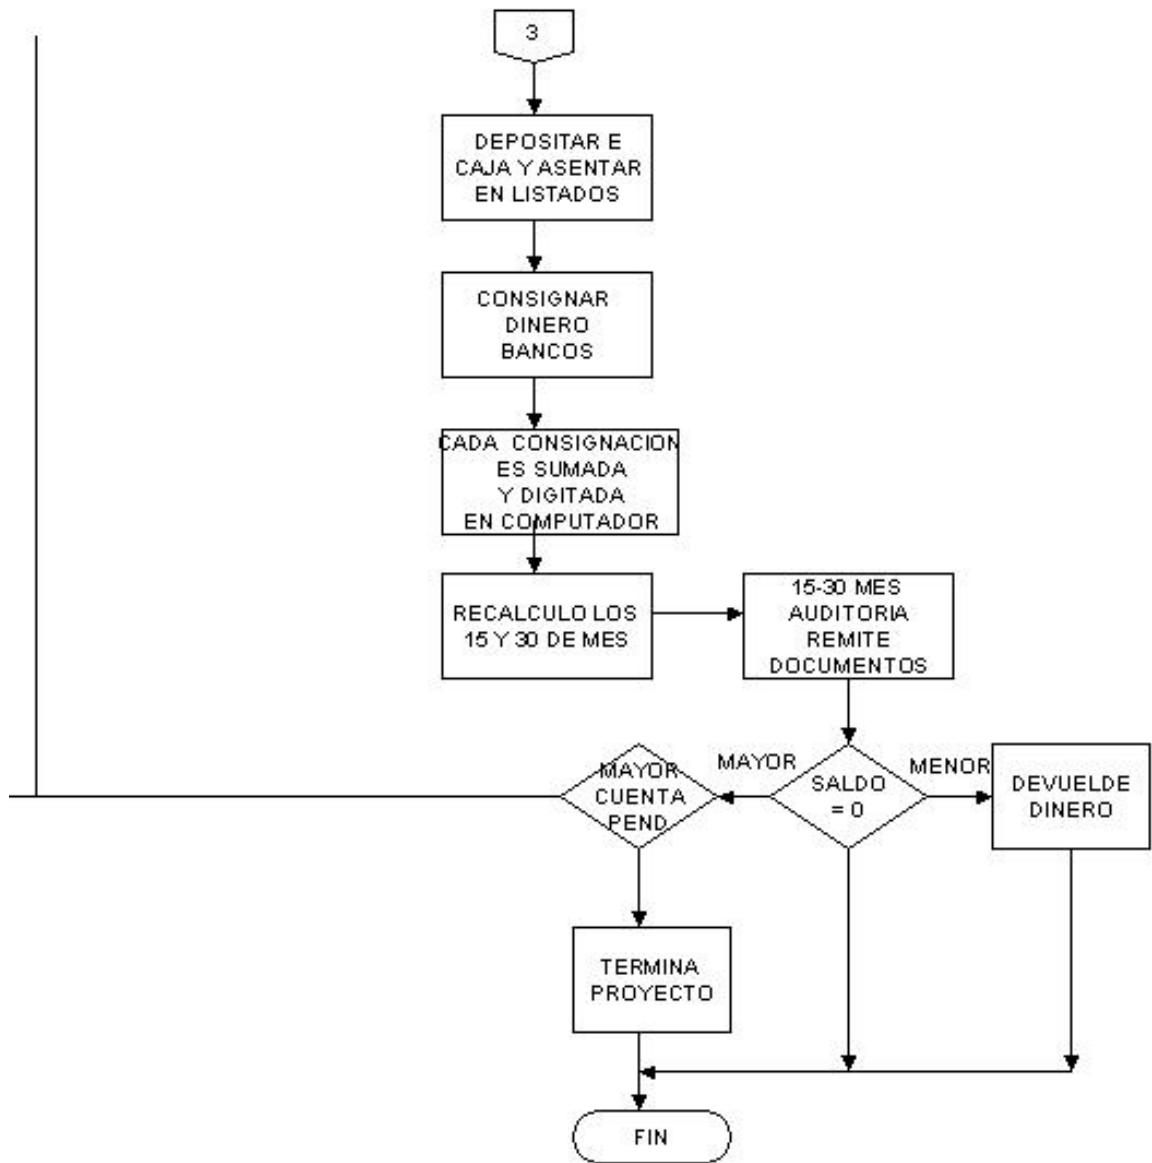 3
DEPOSITAR E
CAJA Y ASENTAR
EN LISTADOS
CONSIGNAR
DINERO
BANCOS
CADA CONSIGNACION
ES SUMADA
Y DIGITADA
EN COMPUTADOR
RECALCULO LOS
15 Y 30 DE MES
15-30 MES
AUDITORIA
REMITE
DOCUMENTOS
MAYOR
CUENTA
PEND
MAYOR
SALDO
= 0
MENOR
DEVUELDE
DINERO
TERMINA
PROYECTO
FIN